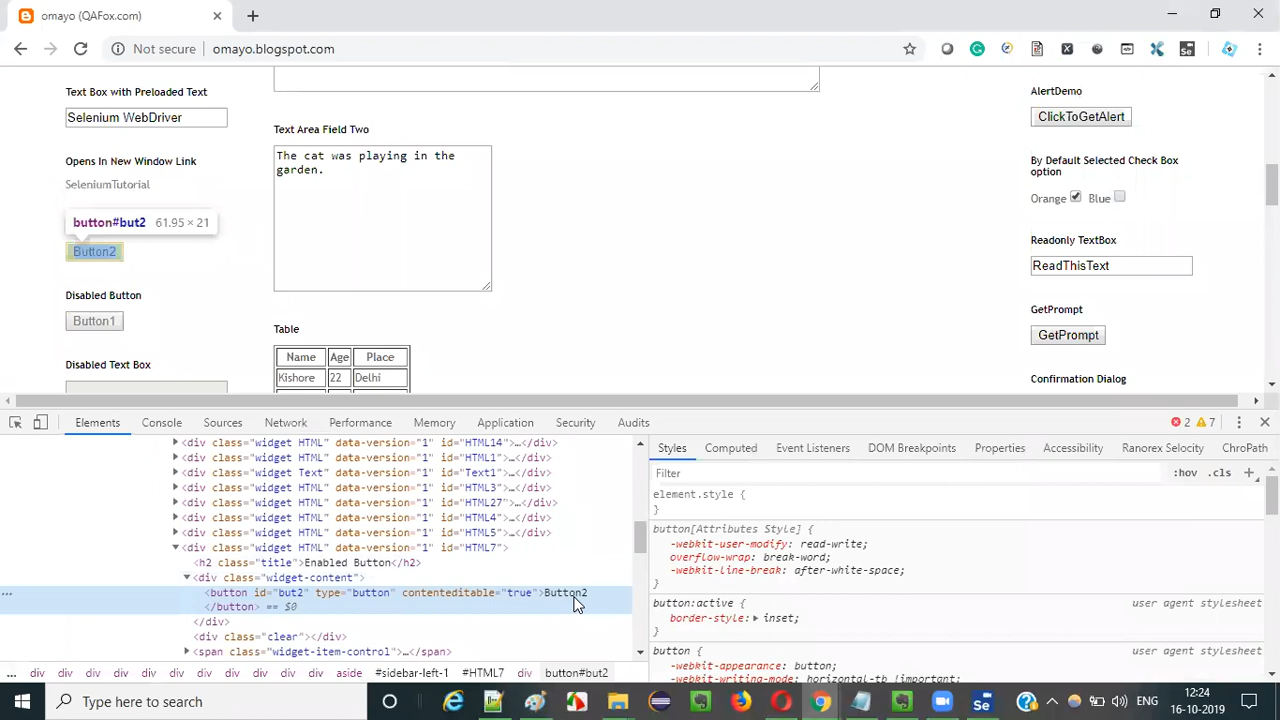 omayo (QAFox.com)
Not secure
omayo.blogspot.com
Text Box with Preloaded Text
Selenium WebDriver
Opens In New Window Link
SeleniumTutorial
button#but2 61.95 × 21
Button2
Disabled Button
Button1
Disabled Text Box
Text Area Field Two
The cat was playing in the
garden.
Table
Name Age Place
Kishore 22 Delhi
AlertDemo
ClickToGetAlert
By Default Selected Check Box
option
Orange Blue
Readonly TextBox
ReadThisText
GetPrompt
GetPrompt
Confirmation Dialog
Elements Console Sources Network Performance Memory Application Security Audits 2 7
<div class="widget HTML" data-version="1" id="HTML14">…</div>
<div class="widget HTML" data-version="1" id="HTML1">…</div>
<div class="widget Text" data-version="1" id="Text1">…</div>
<div class="widget HTML" data-version="1" id="HTML3">…</div>
<div class="widget HTML" data-version="1" id="HTML27">…</div>
<div class="widget HTML" data-version="1" id="HTML4">…</div>
<div class="widget HTML" data-version="1" id="HTML5">…</div>
<div class="widget HTML" data-version="1" id="HTML7">
<h2 class="title">Enabled Button</h2>
<div class="widget-content">
… <button id="but2" type="button" contenteditable="true">Button2
</button> == $0
</div>
<div class="clear"></div>
<span class="widget-item-control">…</span>
… div div div div aside #sidebar-left-1 #HTML7 div button#but2
Styles Computed Event Listeners DOM Breakpoints Properties Accessibility Ranorex Selocity ChroPath
Filter :hov .cls +
element.style {
}
button[Attributes Style] {
-webkit-user-modify: read-write;
overflow-wrap: break-word;
-webkit-line-break: after-white-space;
}
button:active { user agent stylesheet
border-style: inset;
}
button { user agent stylesheet
-webkit-appearance: button;
-webkit-writing-mode: horizontal-tb !important;
Type here to search
ENG
12:24
16-10-2019